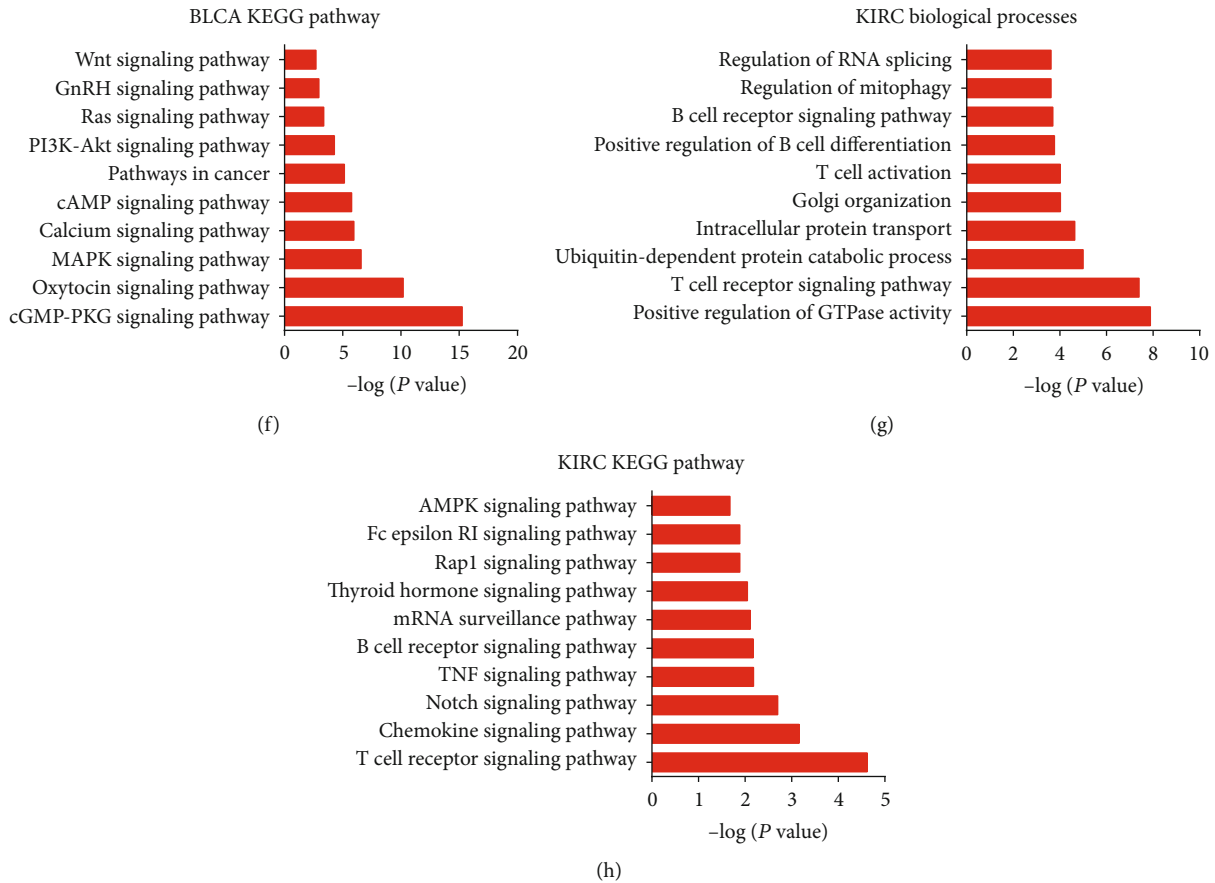 BLCA KEGG pathway
Wnt signaling pathway
GnRH signaling pathway
Ras signaling pathway
PI3K-Akt signaling pathway
Pathways in cancer
cAMP signaling pathway
Calcium signaling pathway
MAPK signaling pathway
Oxytocin signaling pathway
cGMP-PKG signaling pathway
0 5 10 15 20
–log (P value)
(f)
KIRC biological processes
Regulation of RNA splicing
Regulation of mitophagy
B cell receptor signaling pathway
Positive regulation of B cell differentiation
T cell activation
Golgi organization
Intracellular protein transport
Ubiquitin-dependent protein catabolic process
T cell receptor signaling pathway
Positive regulation of GTPase activity
0 2 4 6 8 10
–log (P value)
(g)
KIRC KEGG pathway
AMPK signaling pathway
Fc epsilon RI signaling pathway
Rap1 signaling pathway
Thyroid hormone signaling pathway
mRNA surveillance pathway
B cell receptor signaling pathway
TNF signaling pathway
Notch signaling pathway
Chemokine signaling pathway
T cell receptor signaling pathway
0 1 2 3 4 5
–log (P value)
(h)